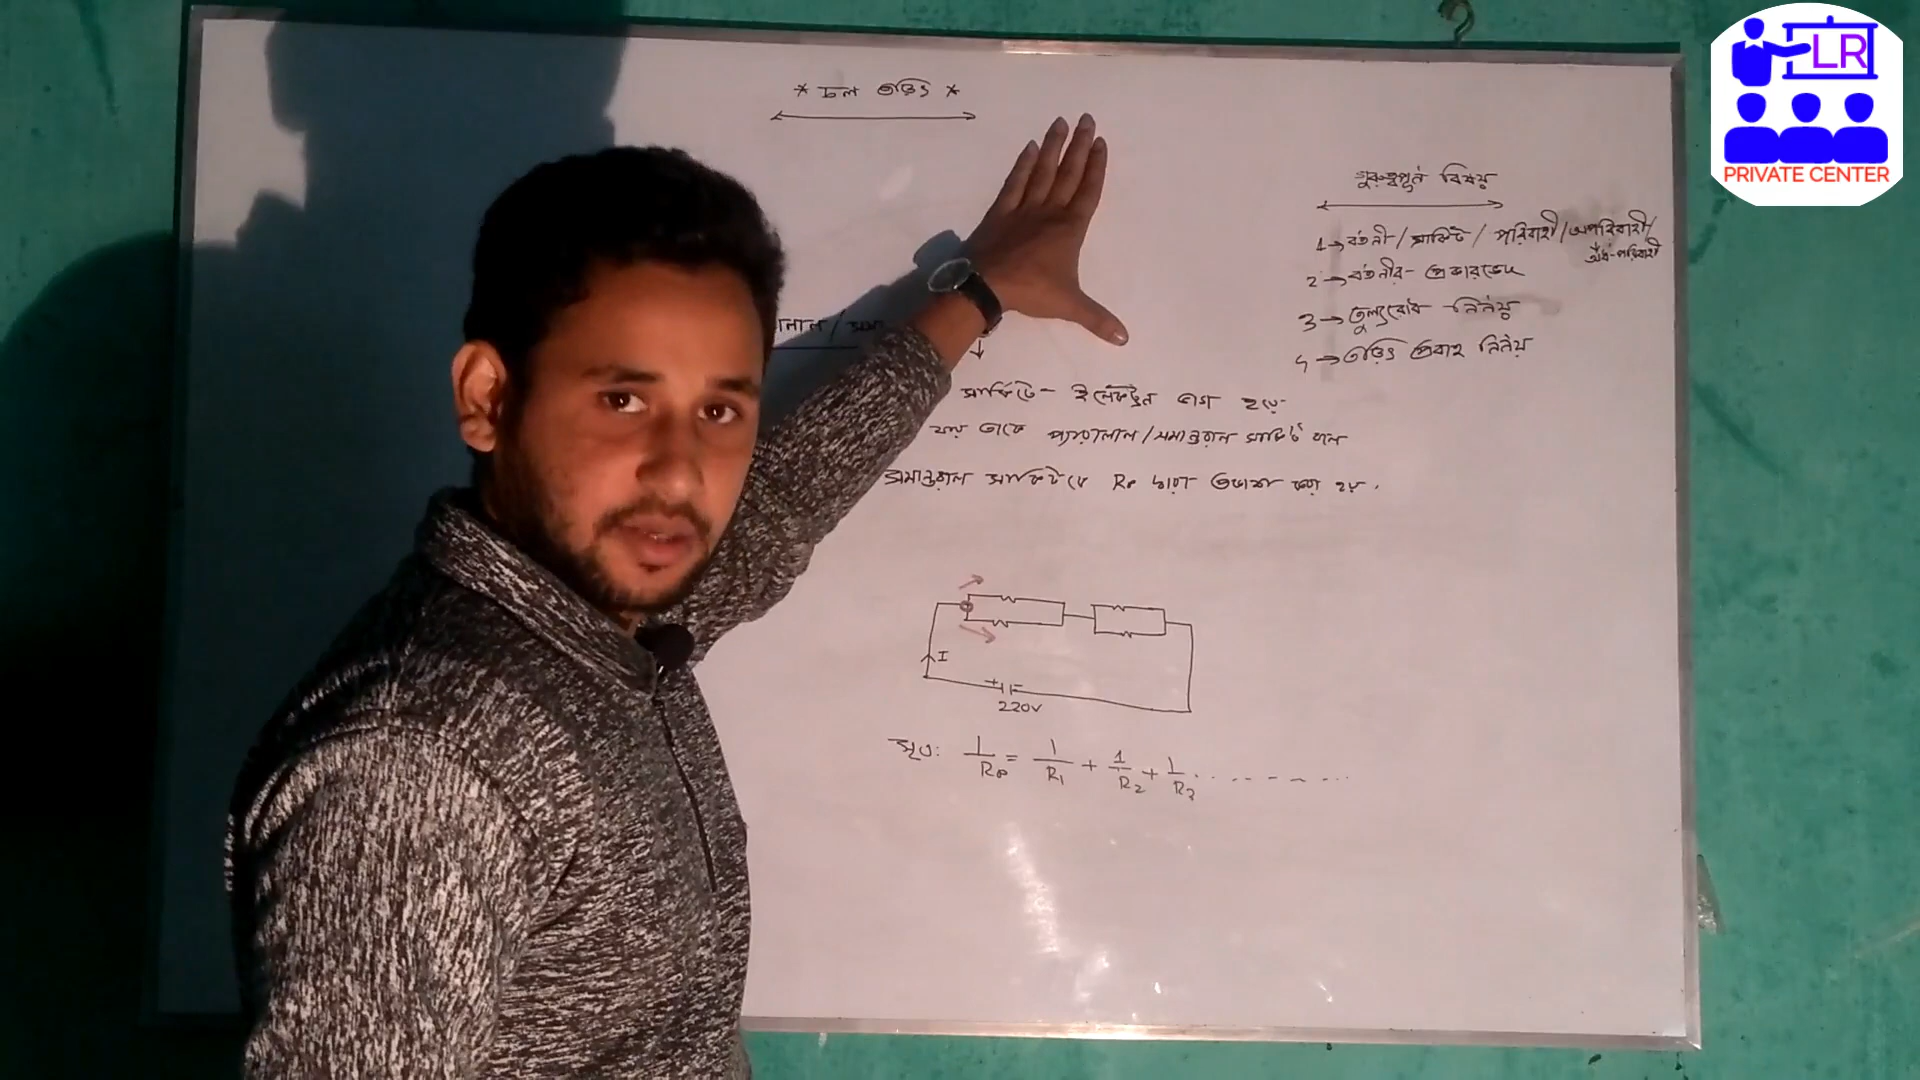 * চল তড়িৎ *
গুরুত্বপূর্ণ বিষয়
1→ বর্তনী / সার্কিট / পরিবাহী / অপরিবাহী /
অর্ধ-পরিবাহী
2→ বর্তনীর প্রকারভেদ
3→ তুল্যরোধ নির্ণয়
4→ তড়িৎ প্রবাহ নির্ণয়
সার্কিটে ইলেকট্রন ভাগ হয়ে
যায় তাকে প্যারালাল / সমান্তরাল সার্কিট বলে
সমান্তরাল সার্কিটকে Rp দ্বারা প্রকাশ করা হয়.
I
+ -
220V
সূত্র: 1/Rp = 1/R1 + 1/R2 + 1/R3 ........
LR
PRIVATE CENTER